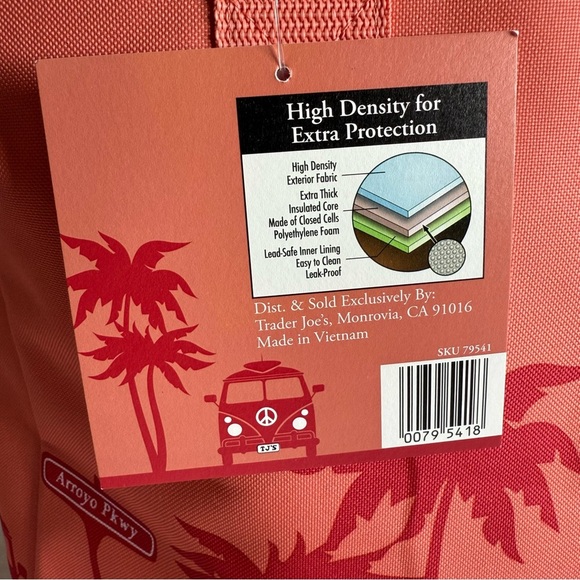 High Density for
Extra Protection
High Density
Exterior Fabric
Extra Thick
Insulated Core
Made of Closed Cells
Polyethylene Foam
Lead-Safe Inner Lining
Easy to Clean
Leak-Proof
Dist. & Sold Exclusively By:
Trader Joe's, Monrovia, CA 91016
Made in Vietnam
SKU 79541
0079 5418
TJ'S
Arroyo Pkwy